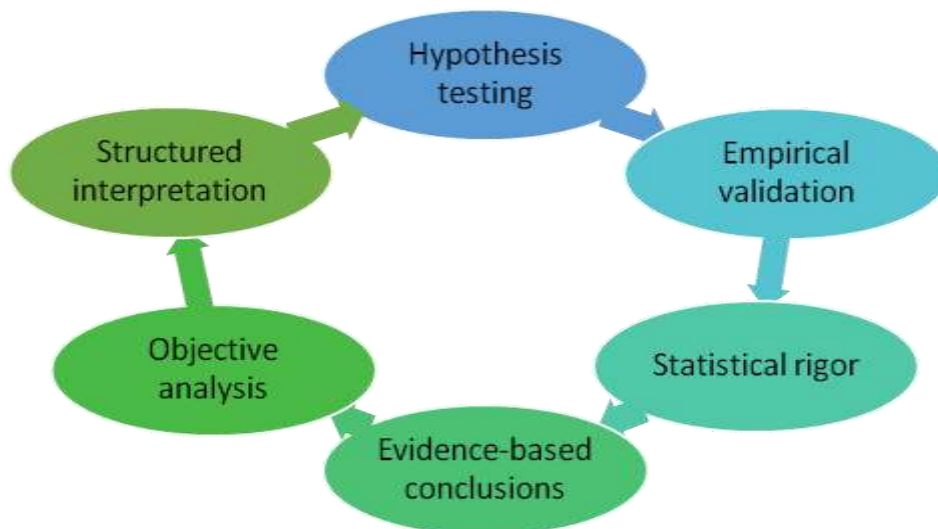 Hypothesis
testing
Empirical
validation
Statistical rigor
Evidence-based
conclusions
Objective
analysis
Structured
interpretation